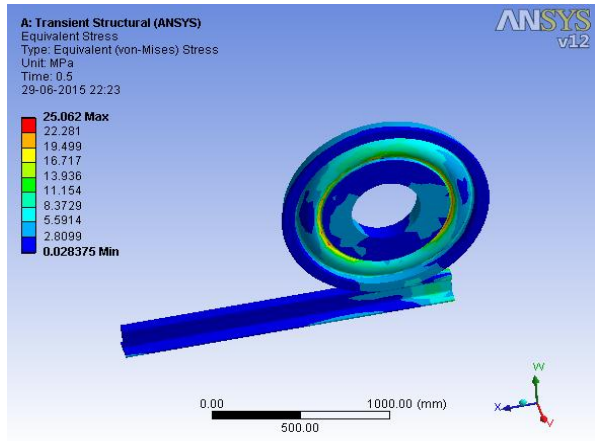 A: Transient Structural (ANSYS)
Equivalent Stress
Type: Equivalent (von-Mises) Stress
Unit: MPa
Time: 0.5
29-06-2015 22:23
ANSYS
v12
25.062 Max
22.281
19.499
16.717
13.936
11.154
8.3729
5.5914
2.8099
0.028375 Min
0.00
1000.00 (mm)
500.00
W
X
V